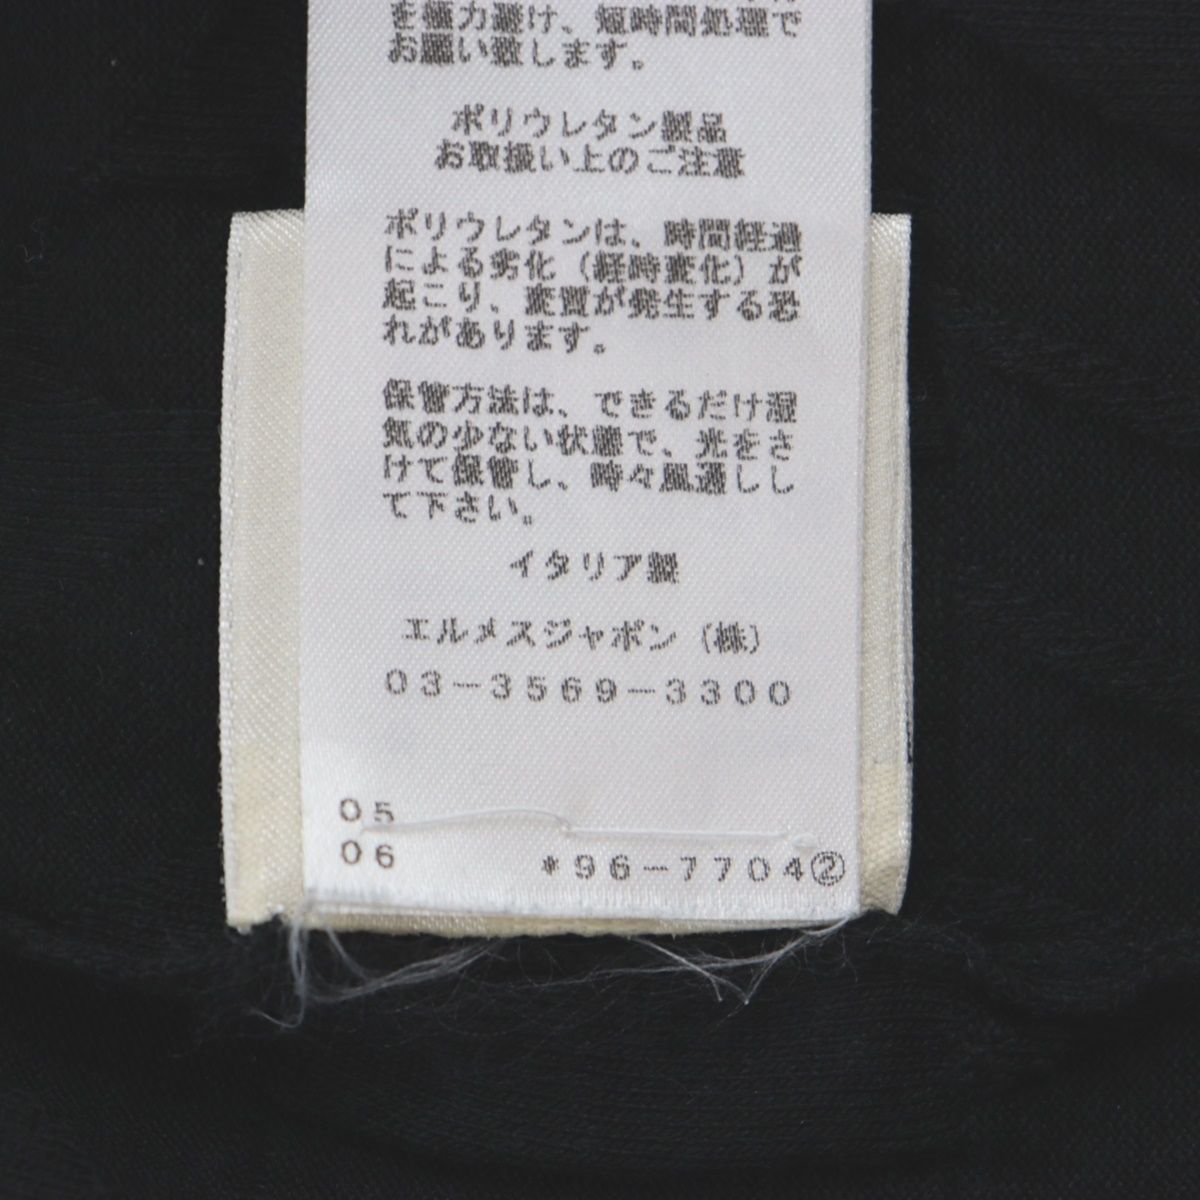 を極力避け、短時間処理で
お願い致します。
ポリウレタン製品
お取扱い上のご注意
ポリウレタンは、時間経過
による劣化（経時変化）が
起こり、変質が発生する恐
れがあります。
保管方法は、できるだけ湿
気の少ない状態で、光をさ
けて保管し、時々風通しし
て下さい。
イタリア製
エルメスジャポン（株）
03-3569-3300
05
06
*96-7704②